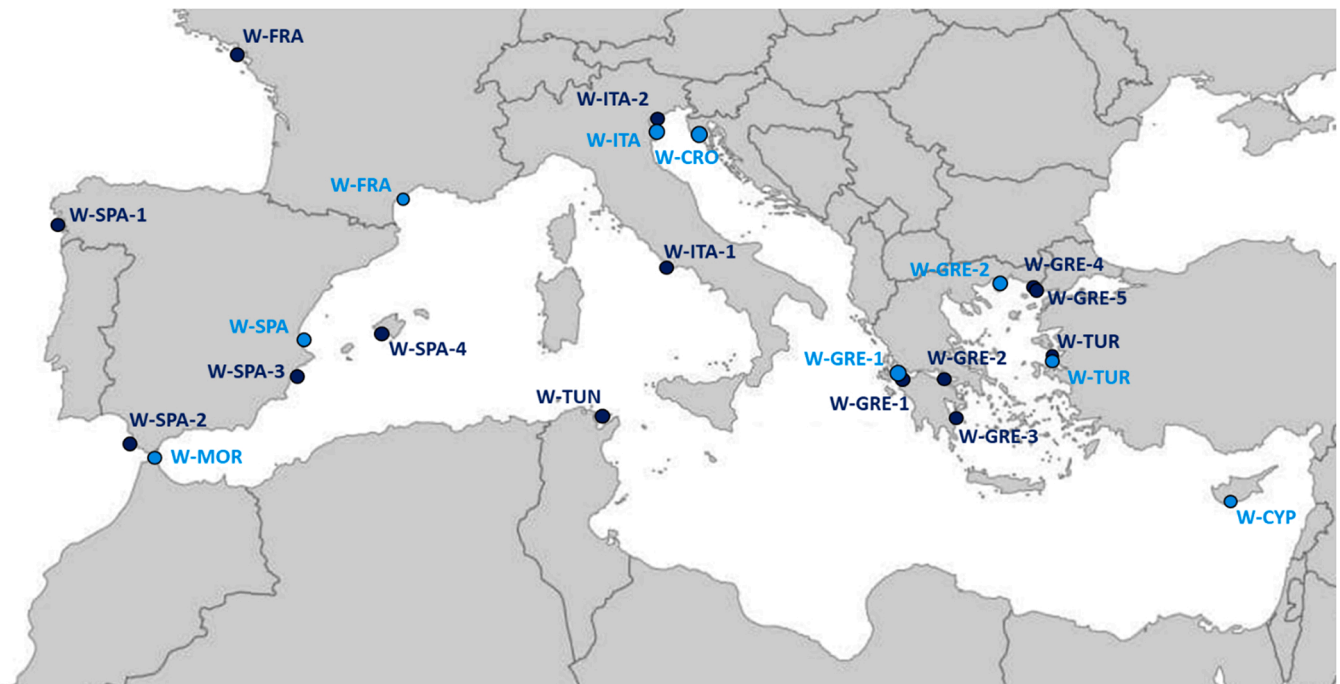 W-FRA
W-ITA-2
W-ITA
W-CRO
W-FRA
W-SPA-1
W-ITA-1
W-GRE-2
W-GRE-4
W-GRE-5
W-SPA
W-SPA-4
W-TUR
W-GRE-1
W-GRE-2
W-SPA-3
W-TUR
W-TUN
W-GRE-1
W-SPA-2
W-GRE-3
W-MOR
W-CYP